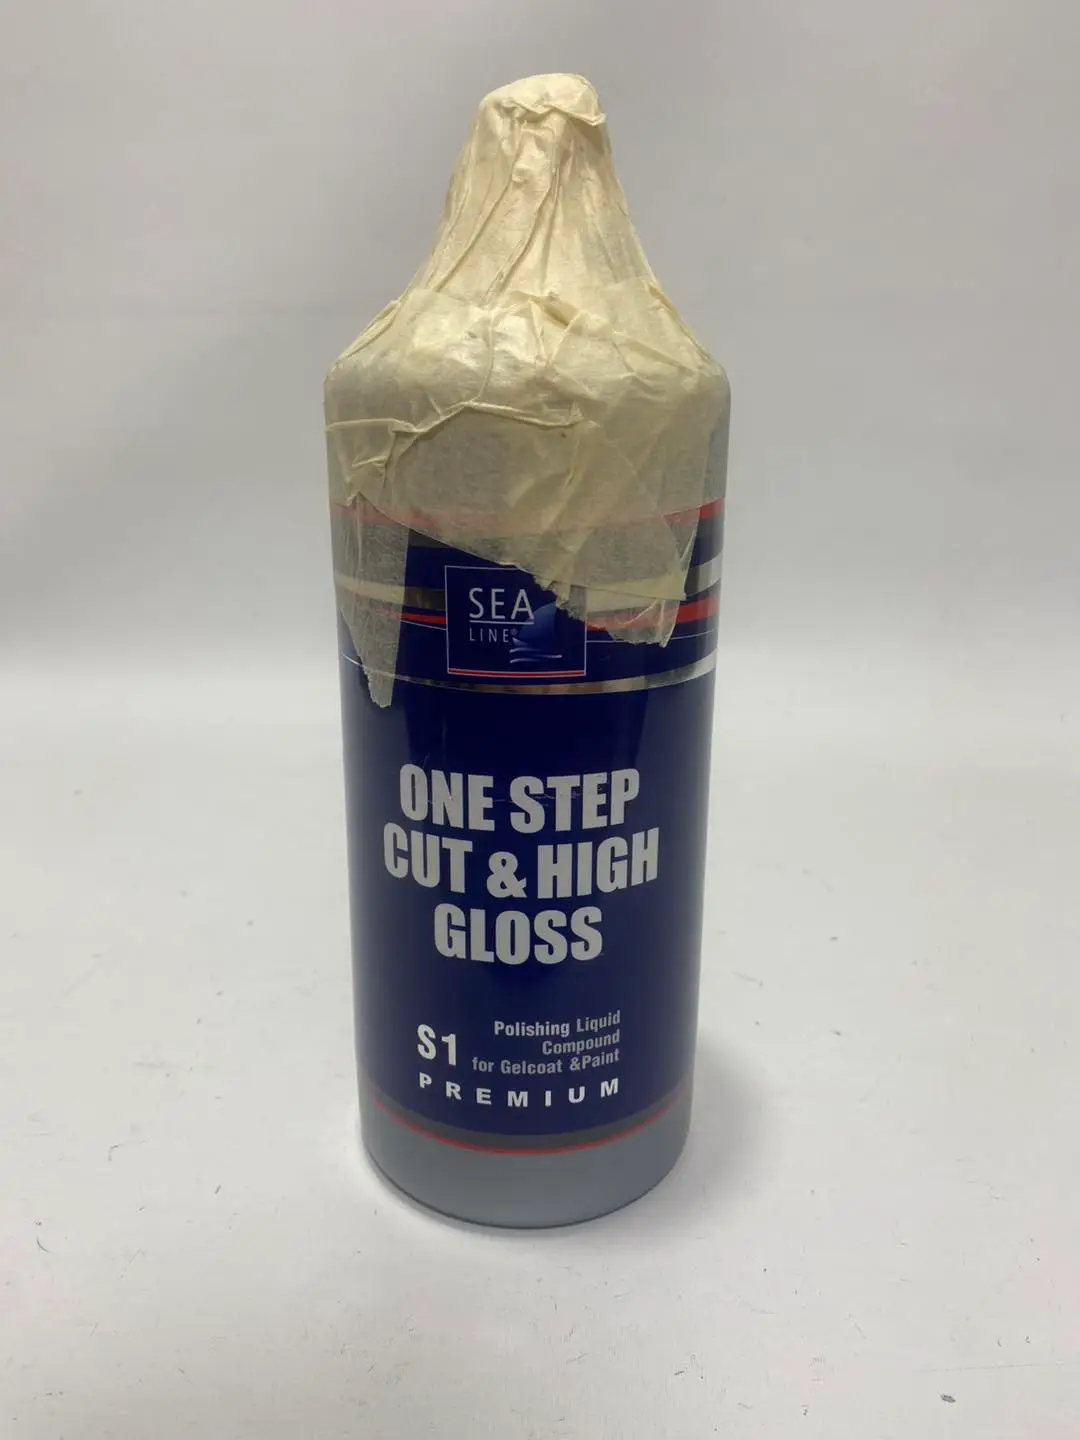 SEA
LINE®
ONE STEP
CUT & HIGH
GLOSS
S1
Polishing Liquid
Compound
for Gelcoat &Paint
PREMIUM